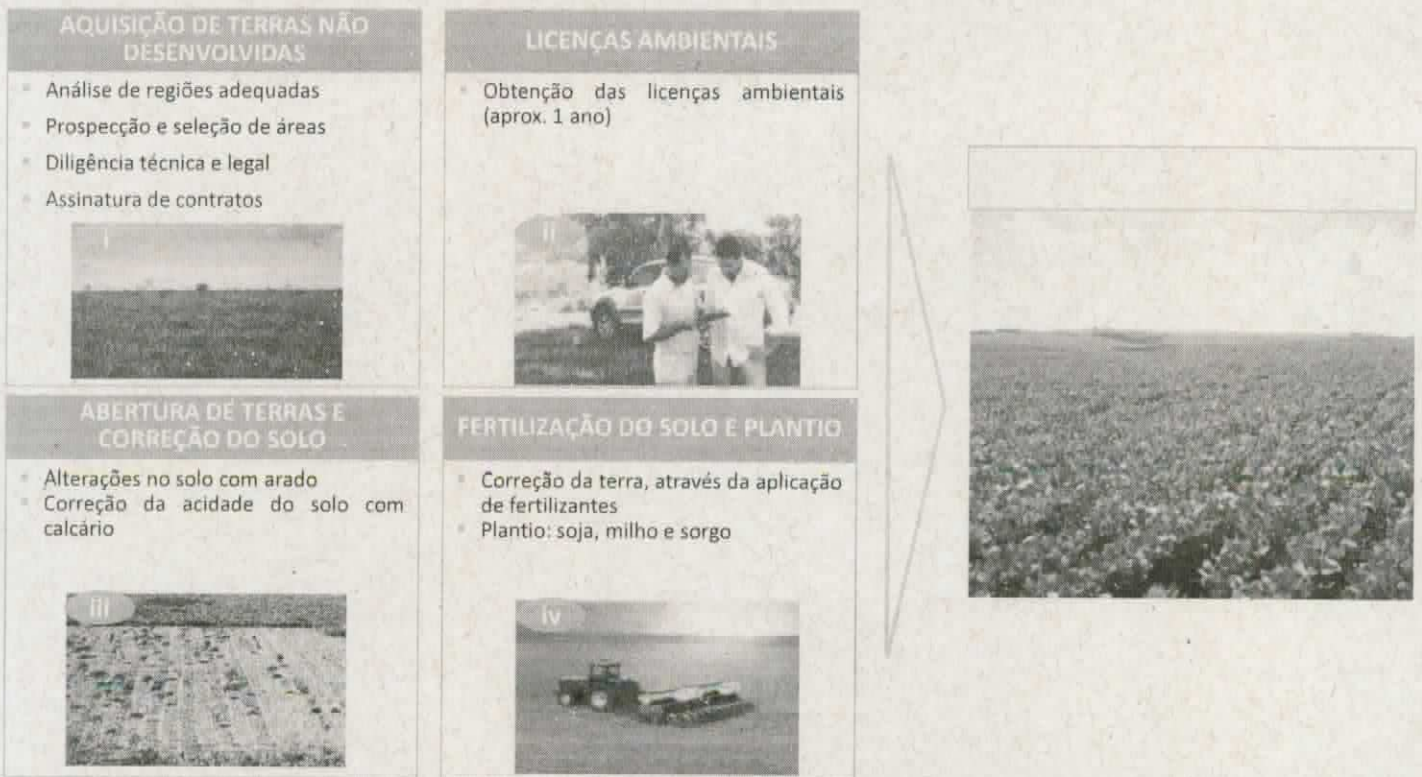 AQUISIÇÃO DE TERRAS NÃO
DESENVOLVIDAS
Análise de regiões adequadas
Prospecção e seleção de áreas
Diligência técnica e legal
Assinatura de contratos
i
LICENÇAS AMBIENTAIS
Obtenção das licenças ambientais
(aprox. 1 ano)
ii
ABERTURA DE TERRAS E
CORREÇÃO DO SOLO
Alterações no solo com arado
Correção da acidade do solo com
calcário
iii
FERTILIZAÇÃO DO SOLO E PLANTIO
Correção da terra, através da aplicação
de fertilizantes
Plantio: soja, milho e sorgo
iv